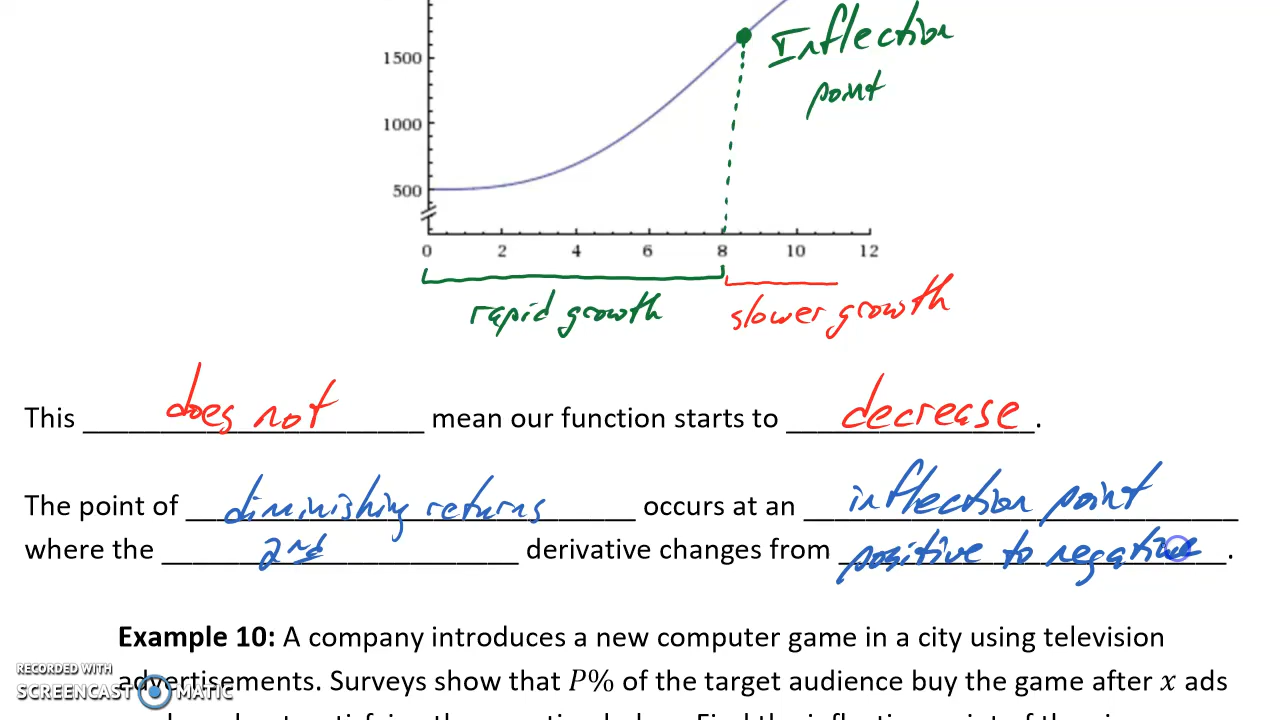 Inflection
point
1500
1000
500
0 2 4 6 8 10 12
rapid growth slower growth
This does not mean our function starts to decrease.
The point of diminishing returns occurs at an inflection point
where the 2nd derivative changes from positive to negative.
Example 10: A company introduces a new computer game in a city using television
RECORDED WITH
advertisements. Surveys show that P% of the target audience buy the game after x ads
SCREENCAST MATIC